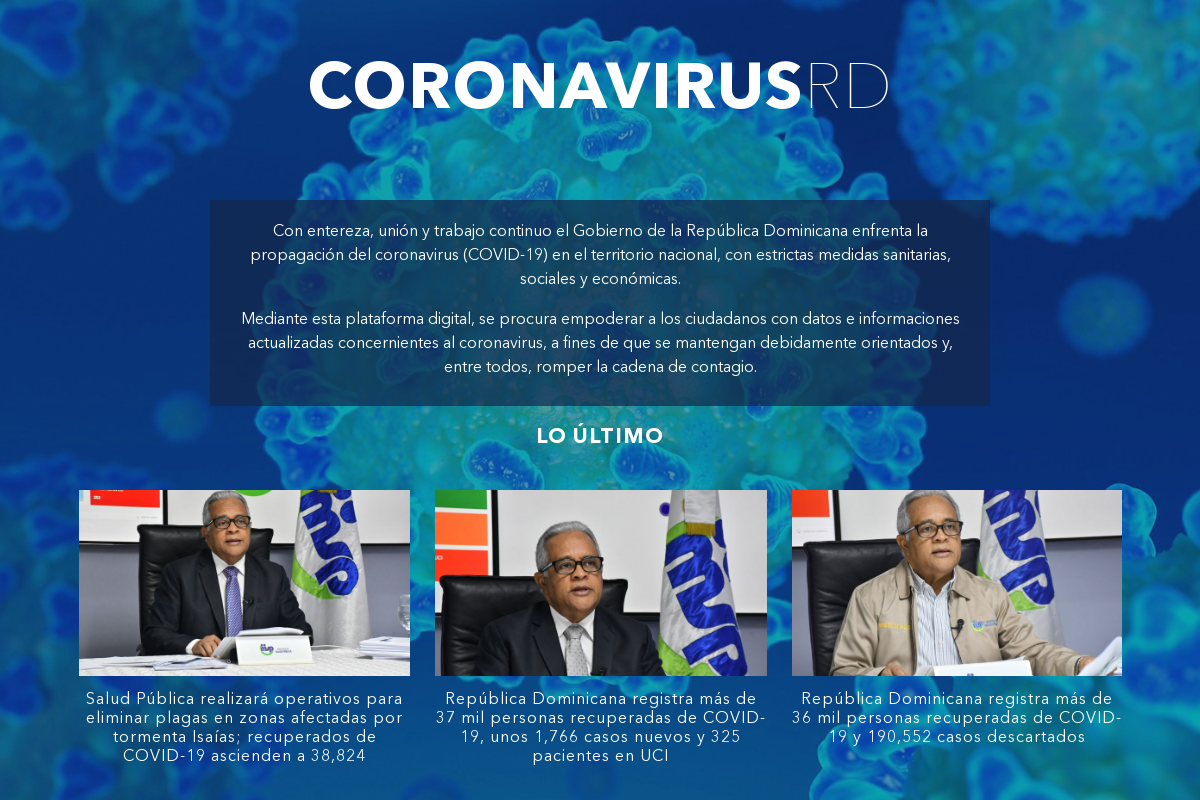 CORONAVIRUSRD
Con entereza, unión y trabajo continuo el Gobierno de la República Dominicana enfrenta la
propagación del coronavirus (COVID-19) en el territorio nacional, con estrictas medidas sanitarias,
sociales y económicas.
Mediante esta plataforma digital, se procura empoderar a los ciudadanos con datos e informaciones
actualizadas concernientes al coronavirus, a fines de que se mantengan debidamente orientados y,
entre todos, romper la cadena de contagio.
LO ÚLTIMO
Salud Pública realizará operativos para
eliminar plagas en zonas afectadas por
tormenta Isaías; recuperados de
COVID-19 ascienden a 38,824
República Dominicana registra más de
37 mil personas recuperadas de COVID-
19, unos 1,766 casos nuevos y 325
pacientes en UCI
República Dominicana registra más de
36 mil personas recuperadas de COVID-
19 y 190,552 casos descartados